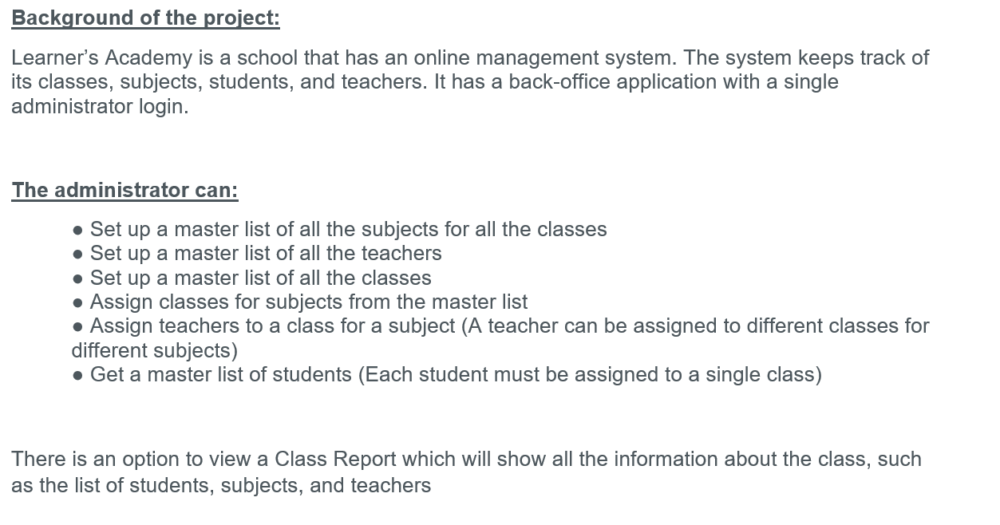 Background of the project:
Learner’s Academy is a school that has an online management system. The system keeps track of
its classes, subjects, students, and teachers. It has a back-office application with a single
administrator login.
The administrator can:
● Set up a master list of all the subjects for all the classes
● Set up a master list of all the teachers
● Set up a master list of all the classes
● Assign classes for subjects from the master list
● Assign teachers to a class for a subject (A teacher can be assigned to different classes for
different subjects)
● Get a master list of students (Each student must be assigned to a single class)
There is an option to view a Class Report which will show all the information about the class, such
as the list of students, subjects, and teachers